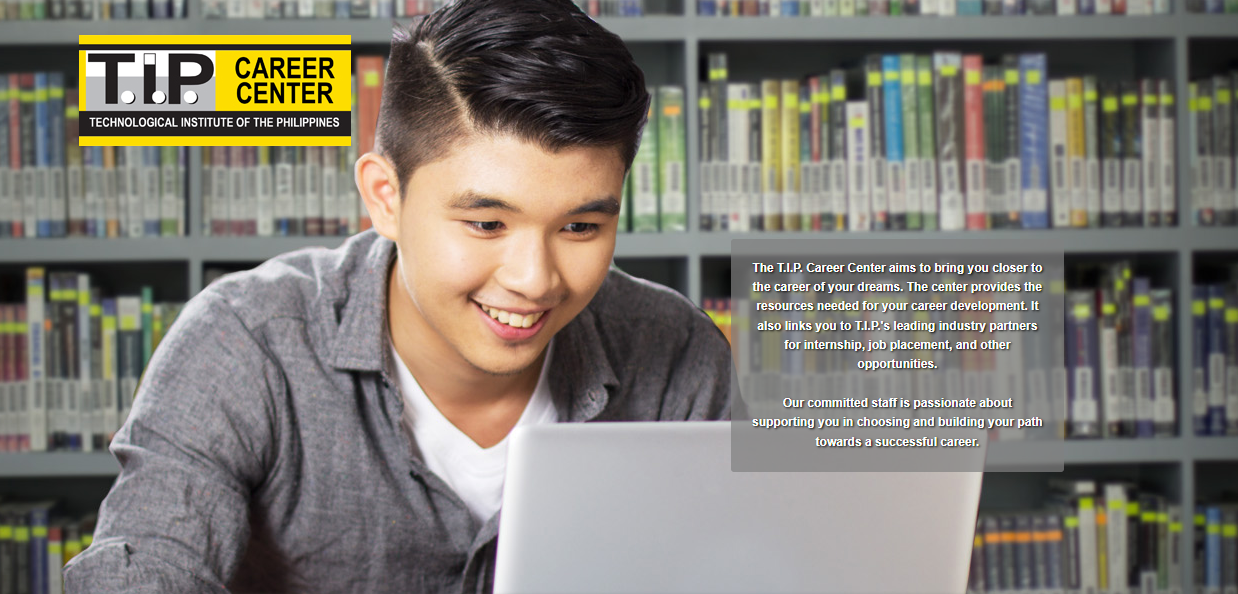 T.I.P.
CAREER
CENTER
TECHNOLOGICAL INSTITUTE OF THE PHILIPPINES
The T.I.P. Career Center aims to bring you closer to
the career of your dreams. The center provides the
resources needed for your career development. It
also links you to T.I.P.'s leading industry partners
for internship, job placement, and other
opportunities.
Our committed staff is passionate about
supporting you in choosing and building your path
towards a successful career.